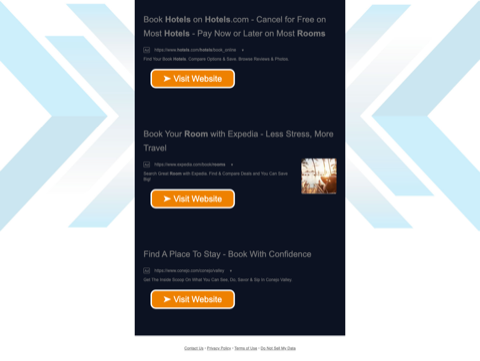 Book Hotels on Hotels.com - Cancel for Free on
Most Hotels - Pay Now or Later on Most Rooms
Ad https://www.hotels.com/hotels/book_online
Find Your Book Hotels. Compare Options & Save. Browse Reviews & Photos.
➤ Visit Website
Book Your Room with Expedia - Less Stress, More
Travel
Ad https://www.expedia.com/book/hotels
Search Great Room with Expedia. Find & Compare Deals and You Can Save
Big!
➤ Visit Website
Find A Place To Stay - Book With Confidence
Ad
Get The Insider Scoop On What You Can See, Do, Savor & Sip In Conejo Valley.
➤ Visit Website
Contact Us - Privacy Policy - Terms of Use - Do Not Sell My Data